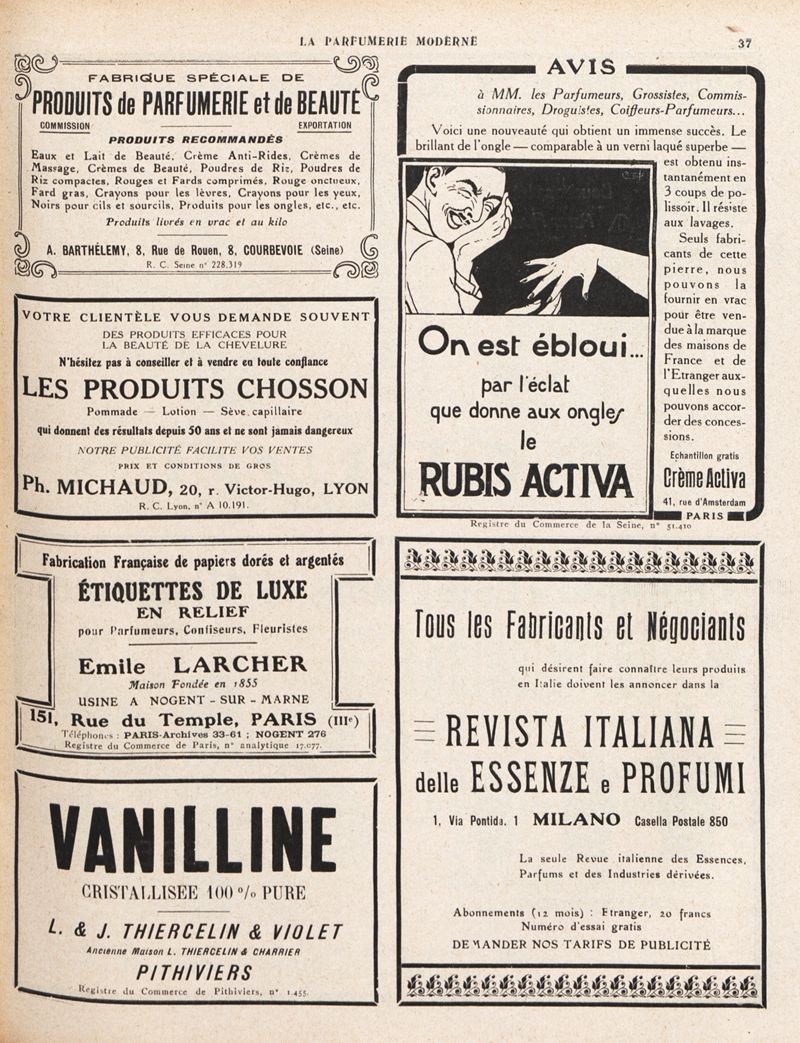 LA PARFUMERIE MODERNE
37
FABRIQUE SPÉCIALE DE
PRODUITS de PARFUMERIE et de BEAUTÉ
COMMISSION
EXPORTATION
PRODUITS RECOMMANDÉS
Eaux et Lait de Beauté, Crème Anti-Rides, Crèmes de
Massage, Crèmes de Beauté, Poudres de Riz, Poudres de
Riz compactes, Rouges et Fards comprimés, Rouge onctueux,
Fard gras, Crayons pour les lèvres, Crayons pour les yeux,
Noirs pour cils et sourcils, Produits pour les ongles, etc., etc.
Produits livrés en vrac et au kilo
A. BARTHÉLEMY, 8, Rue de Rouen, 8, COURBEVOIE (Seine)
R. C. Seine n° 228.319
VOTRE CLIENTÈLE VOUS DEMANDE SOUVENT
DES PRODUITS EFFICACES POUR
LA BEAUTÉ DE LA CHEVELURE
N'hésitez pas à conseiller et à vendre en toute confiance
LES PRODUITS CHOSSON
Pommade — Lotion — Sève capillaire
qui donnent des résultats depuis 50 ans et ne sont jamais dangereux
NOTRE PUBLICITÉ FACILITE VOS VENTES
PRIX ET CONDITIONS DE GROS
Ph. MICHAUD, 20, r. Victor-Hugo, LYON
R. C. Lyon, n° A 10.191.
Fabrication Française de papiers dorés et argentés
ÉTIQUETTES DE LUXE
EN RELIEF
pour Parfumeurs, Confiseurs, Fleuristes
Emile LARCHER
Maison Fondée en 1855
USINE A NOGENT-SUR-MARNE
151, Rue du Temple, PARIS (IIIe)
Téléphones : PARIS-Archives 33-61 ; NOGENT 276
Registre du Commerce de Paris, n° analytique 17.077.
VANILLINE
CRISTALLISEE 100 % PURE
L. & J. THIERCELIN & VIOLET
Ancienne Maison L. THIERCELIN & CHARRIER
PITHIVIERS
Registre du Commerce de Pithiviers, n° 1.455.
AVIS
à MM. les Parfumeurs, Grossistes, Commis-
sionnaires, Droguistes, Coiffeurs-Parfumeurs...
Voici une nouveauté qui obtient un immense succès. Le
brillant de l'ongle — comparable à un verni laqué superbe —
est obtenu ins-
tantanément en
3 coups de po-
lissoir. Il résiste
aux lavages.
Seuls fabri-
cants de cette
pierre, nous
pouvons la
fournir en vrac
pour être ven-
due à la marque
des maisons de
France et de
l'Etranger aux-
quelles nous
pouvons accor-
der des conces-
sions.
Echantillon gratis
Crème Activa
41, rue d'Amsterdam
PARIS
On est ébloui...
par l'éclat
que donne aux ongles
le
RUBIS ACTIVA
Registre du Commerce de la Seine, n° 51.410
Tous les Fabricants et Négociants
qui désirent faire connaître leurs produits
en Italie doivent les annoncer dans la
REVISTA ITALIANA
delle ESSENZE e PROFUMI
1, Via Pontida, 1 MILANO Casella Postale 850
La seule Revue italienne des Essences,
Parfums et des Industries dérivées.
Abonnements (12 mois) : Etranger, 20 francs
Numéro d'essai gratis
DEMANDER NOS TARIFS DE PUBLICITÉ